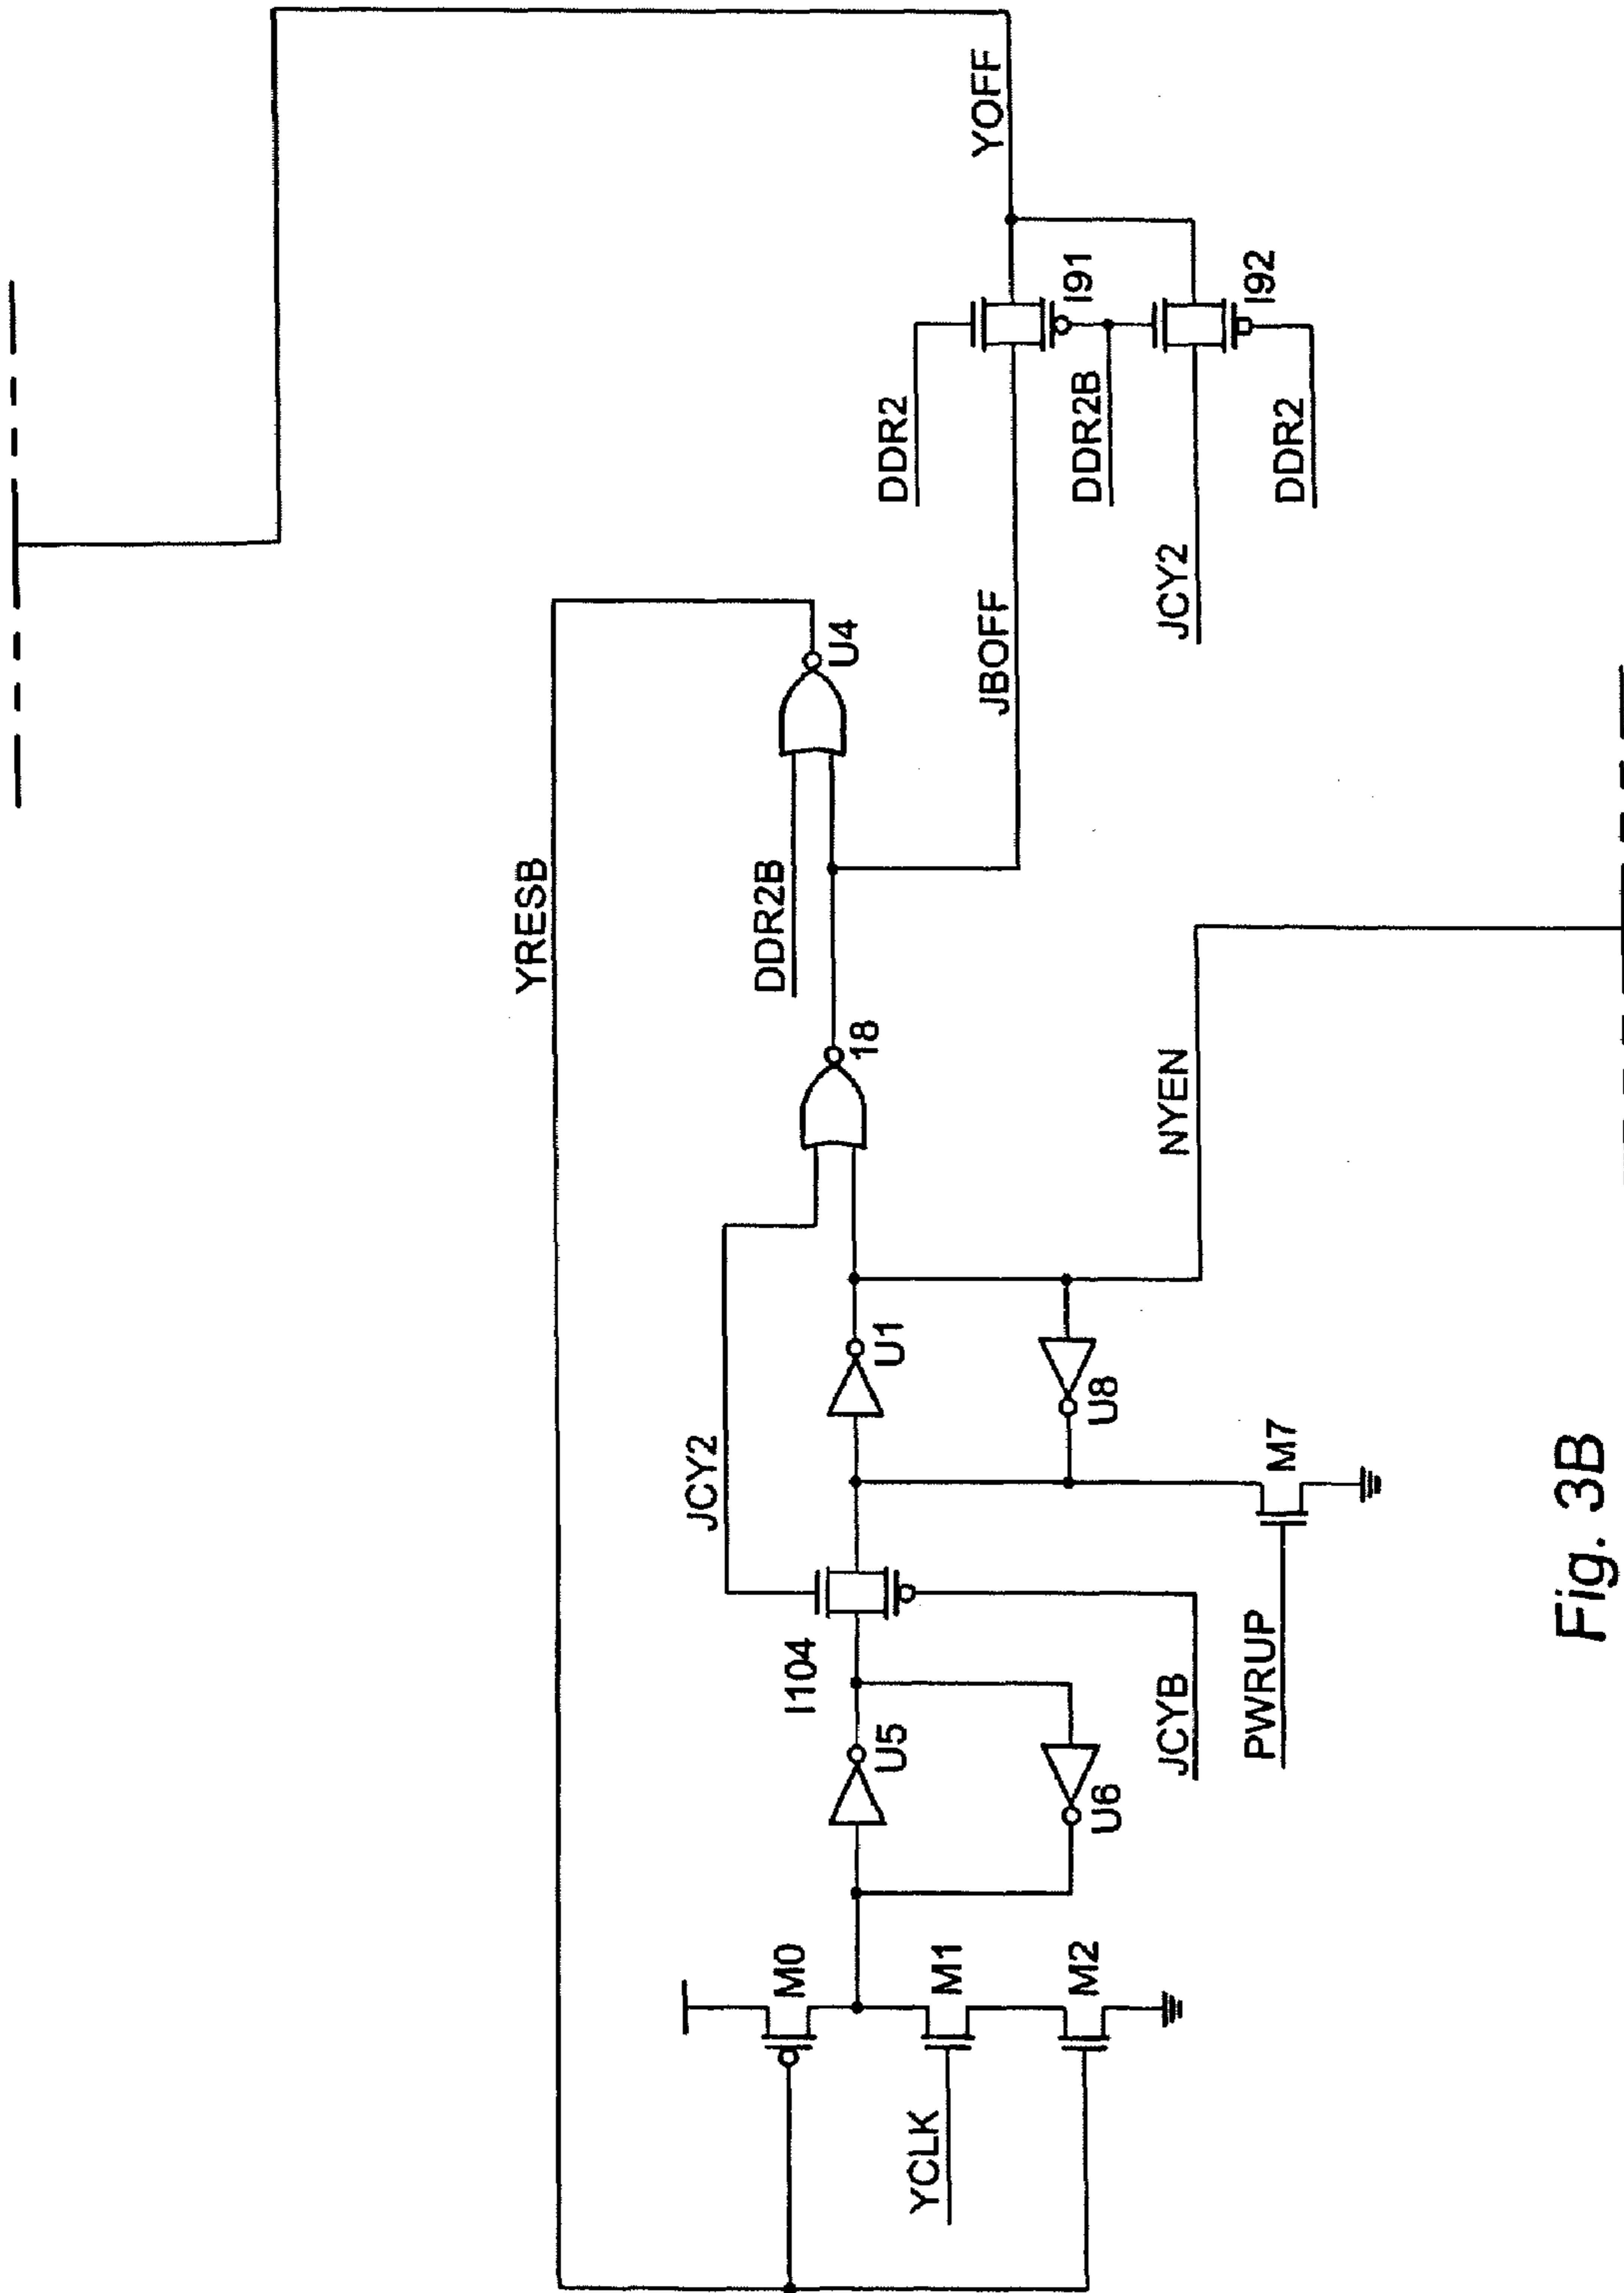 YRESB
DDR2B
U4
JCY2
18
I104
U5
U1
U6
U8
M0
M1
M2
YCLK
JCYB
PWRUP
M7
NYEN
JBOFF
YOFF
DDR2
I91
DDR2B
JCY2
I92
DDR2
Fig. 3B